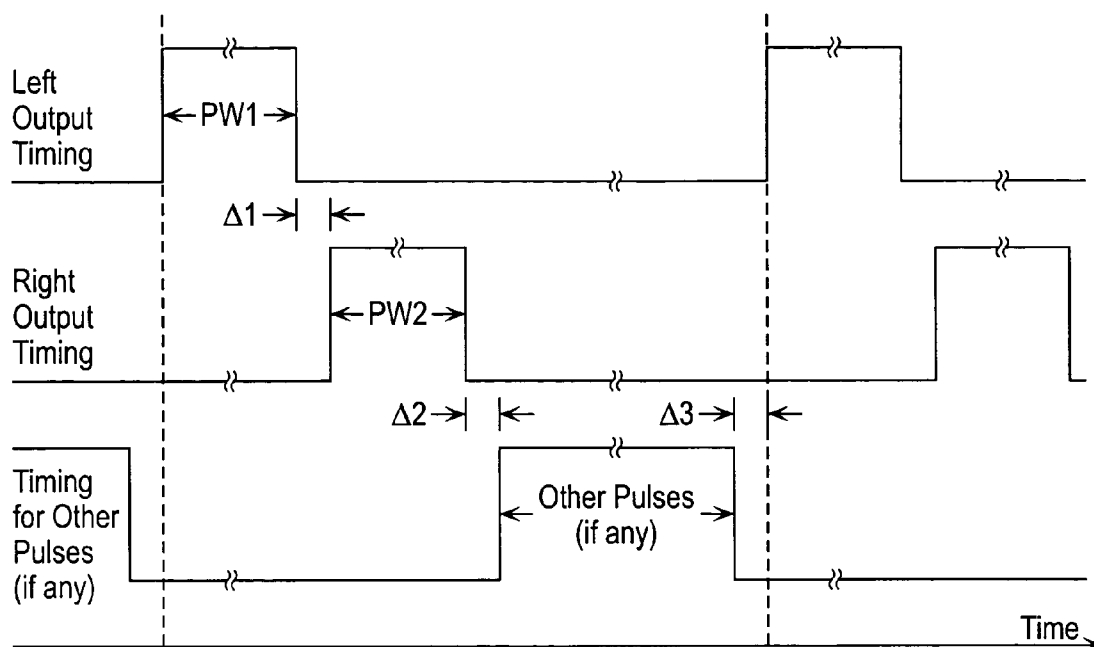 Left
Output
Timing
PW1
Δ1
Right
Output
Timing
PW2
Δ2
Δ3
Timing
for Other
Pulses
(if any)
Other Pulses
(if any)
Time